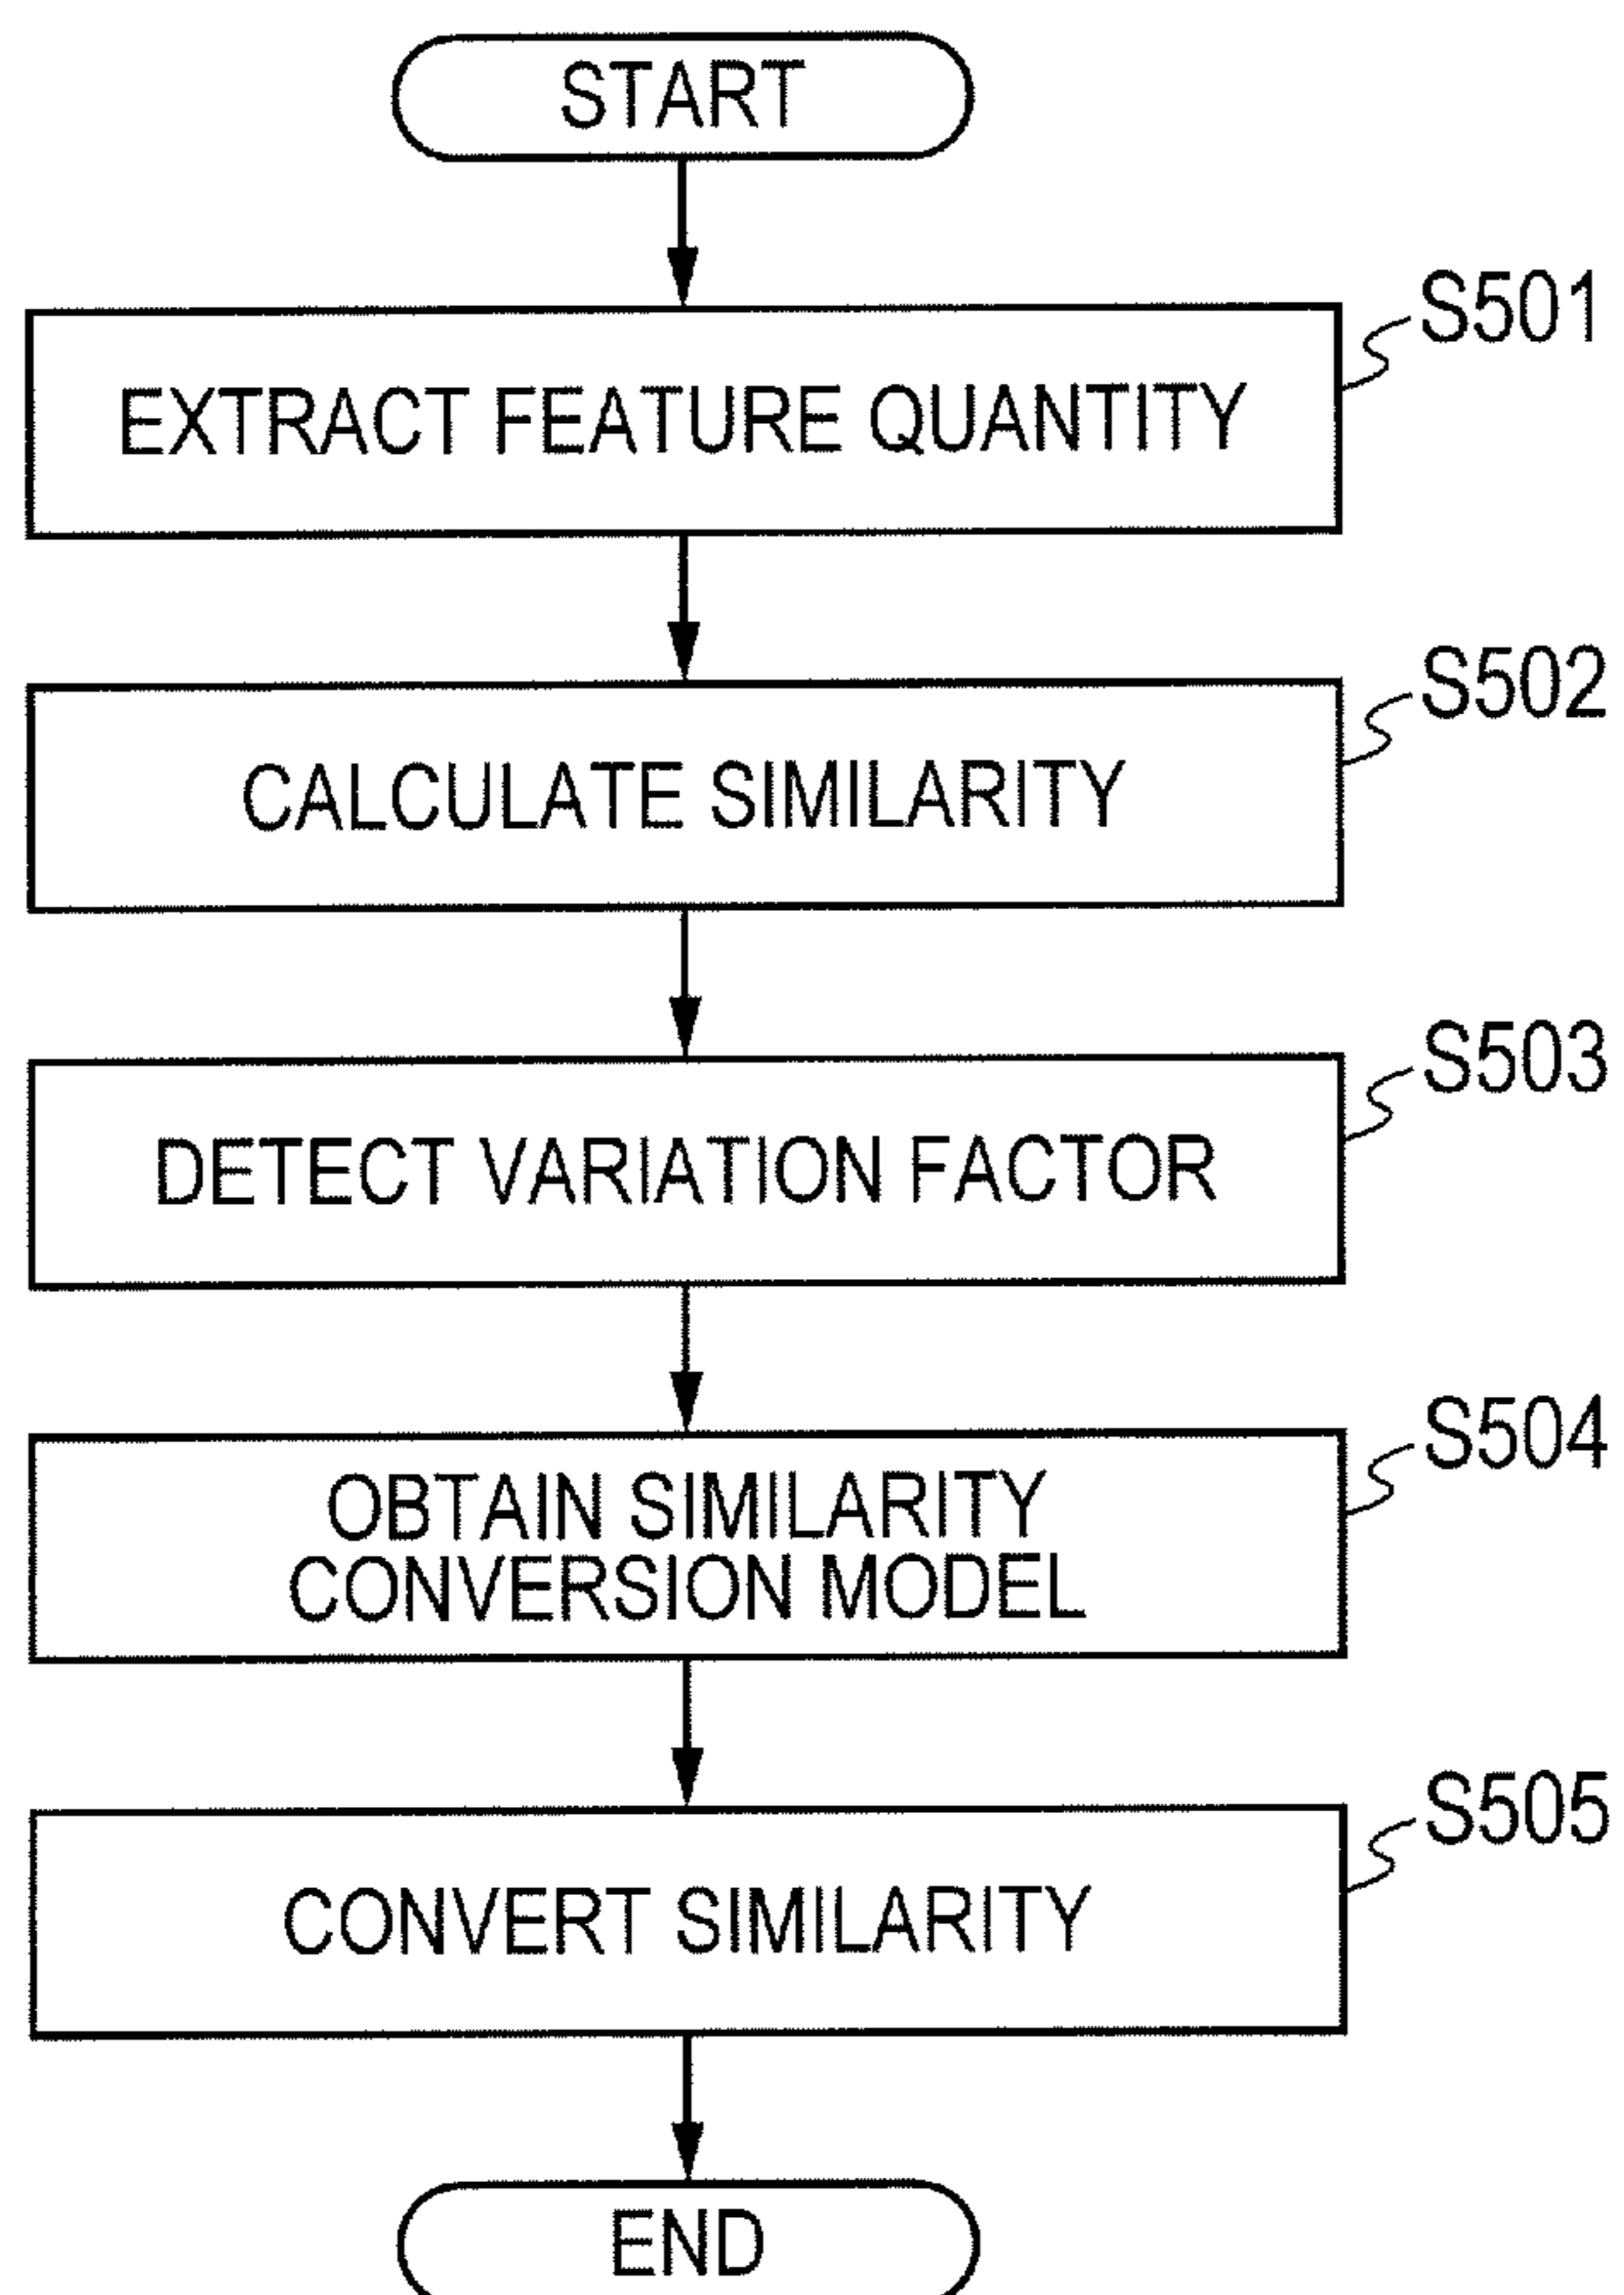 START
S501
EXTRACT FEATURE QUANTITY
S502
CALCULATE SIMILARITY
S503
DETECT VARIATION FACTOR
S504
OBTAIN SIMILARITY
CONVERSION MODEL
S505
CONVERT SIMILARITY
END